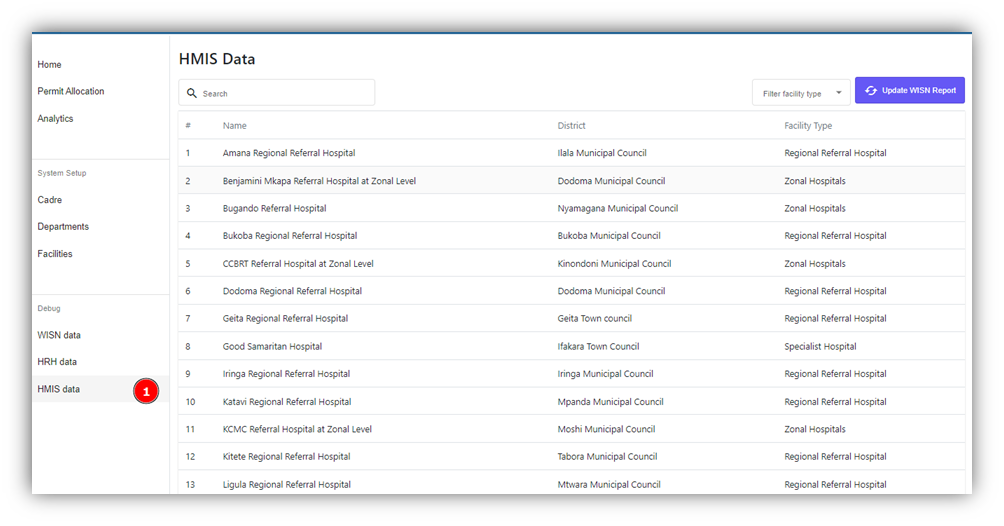 HMIS Data
Home
Permit Allocation
Analytics
System Setup
Cadre
Departments
Facilities
Debug
WISN data
HRH data
HMIS data 1
Search
Filter facility type
Update WISN Report
# Name District Facility Type
1 Amana Regional Referral Hospital Ilala Municipal Council Regional Referral Hospital
2 Benjamini Mkapa Referral Hospital at Zonal Level Dodoma Municipal Council Zonal Hospitals
3 Bugando Referral Hospital Nyamagana Municipal Council Zonal Hospitals
4 Bukoba Regional Referral Hospital Bukoba Municipal Council Regional Referral Hospital
5 CCBRT Referral Hospital at Zonal Level Kinondoni Municipal Council Zonal Hospitals
6 Dodoma Regional Referral Hospital Dodoma Municipal Council Regional Referral Hospital
7 Geita Regional Referral Hospital Geita Town council Regional Referral Hospital
8 Good Samaritan Hospital Ifakara Town Council Specialist Hospital
9 Iringa Regional Referral Hospital Iringa Municipal Council Regional Referral Hospital
10 Katavi Regional Referral Hospital Mpanda Municipal Council Regional Referral Hospital
11 KCMC Referral Hospital at Zonal Level Moshi Municipal Council Zonal Hospitals
12 Kitete Regional Referral Hospital Tabora Municipal Council Regional Referral Hospital
13 Ligula Regional Referral Hospital Mtwara Municipal Council Regional Referral Hospital